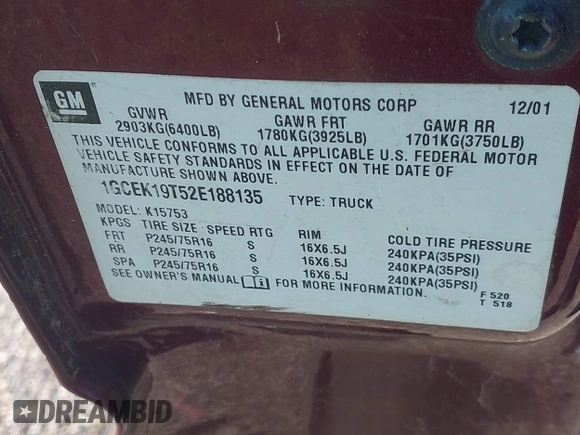 GM
MFD BY GENERAL MOTORS CORP 12/01
GVWR GAWR FRT GAWR RR
2903KG(6400LB) 1780KG(3925LB) 1701KG(3750LB)
THIS VEHICLE CONFORMS TO ALL APPLICABLE U.S. FEDERAL MOTOR
VEHICLE SAFETY STANDARDS IN EFFECT ON THE DATE OF
MANUFACTURE SHOWN ABOVE.
1GCEK19T52E188135 TYPE: TRUCK
MODEL: K15753
KPGS TIRE SIZE SPEED RTG RIM COLD TIRE PRESSURE
FRT P245/75R16 S 16X6.5J 240KPA(35PSI)
RR P245/75R16 S 16X6.5J 240KPA(35PSI)
SPA P245/75R16 S 16X6.5J 240KPA(35PSI)
SEE OWNER'S MANUAL FOR MORE INFORMATION.
F 520
T 518
DREAMBID